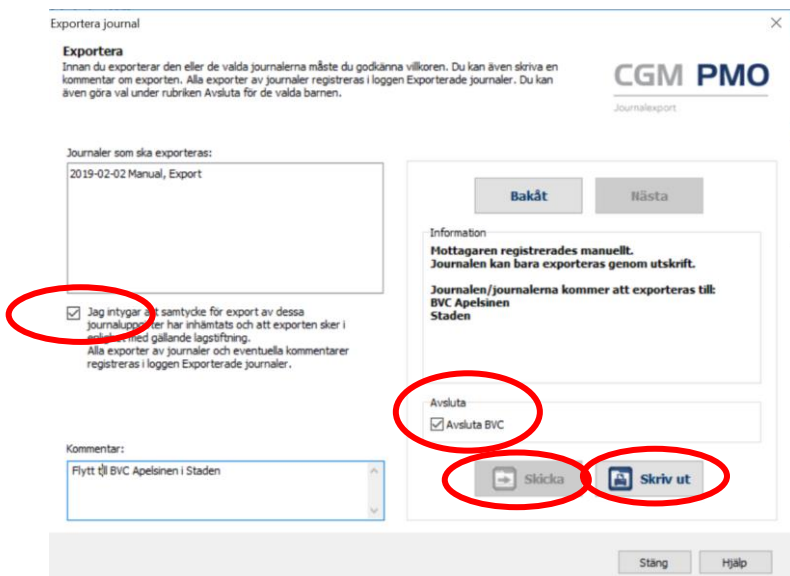 Exportera journal
Exportera
Innan du exporterar den eller de valda journalerna måste du godkänna villkoren. Du kan även skriva en
kommentar om exporten. Alla exporter av journaler registreras i loggen Exporterade journaler. Du kan
även göra val under rubriken Avsluta för de valda barnen.
CGM PMO
Journalexport
Journaler som ska exporteras:
2019-02-02 Manual, Export
Jag intygar att samtycke för export av dessa
journaluppgifter har inhämtats och att exporten sker i
enlighet med gällande lagstiftning.
Alla exporter av journaler och eventuella kommentarer
registreras i loggen Exporterade journaler.
Kommentar:
Flytt till BVC Apelsinen i Staden
Bakåt
Nästa
Information
Mottagaren registrerades manuellt.
Journalen kan bara exporteras genom utskrift.
Journalen/journalerna kommer att exporteras till:
BVC Apelsinen
Staden
Avsluta
Avsluta BVC
Skicka
Skriv ut
Stäng
Hjälp